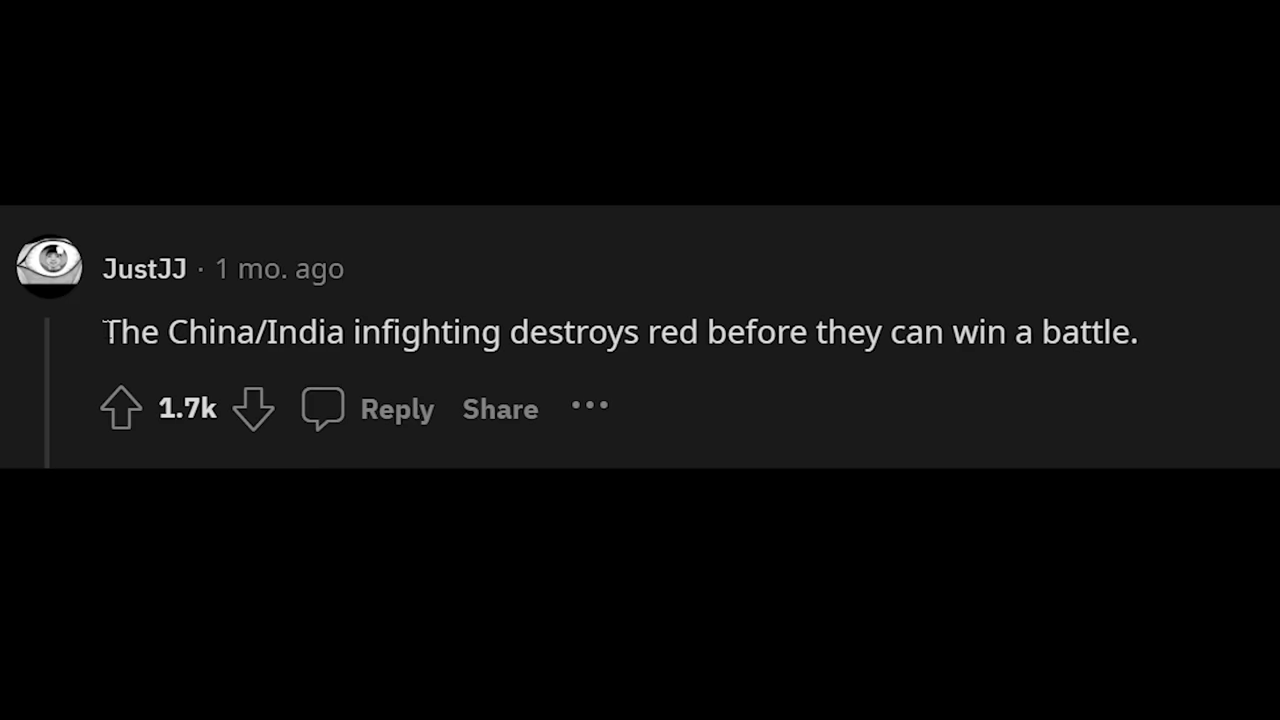 JustJJ · 1 mo. ago
The China/India infighting destroys red before they can win a battle.
1.7k Reply Share ...